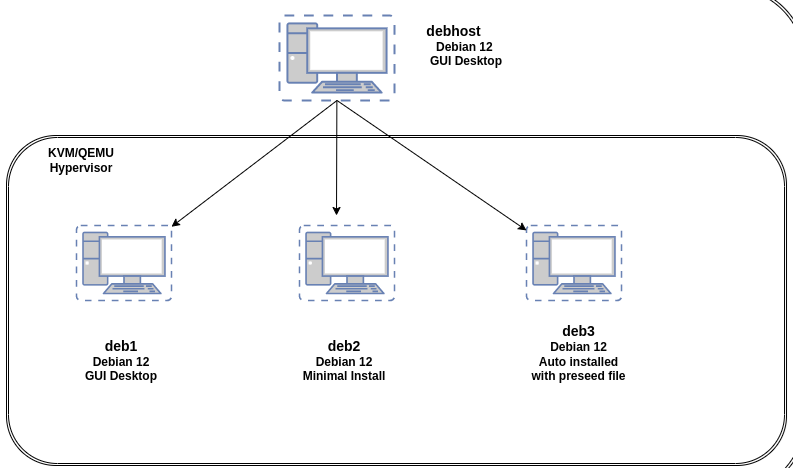 debhost
Debian 12
GUI Desktop
KVM/QEMU
Hypervisor
deb1
Debian 12
GUI Desktop
deb2
Debian 12
Minimal Install
deb3
Debian 12
Auto installed
with preseed file